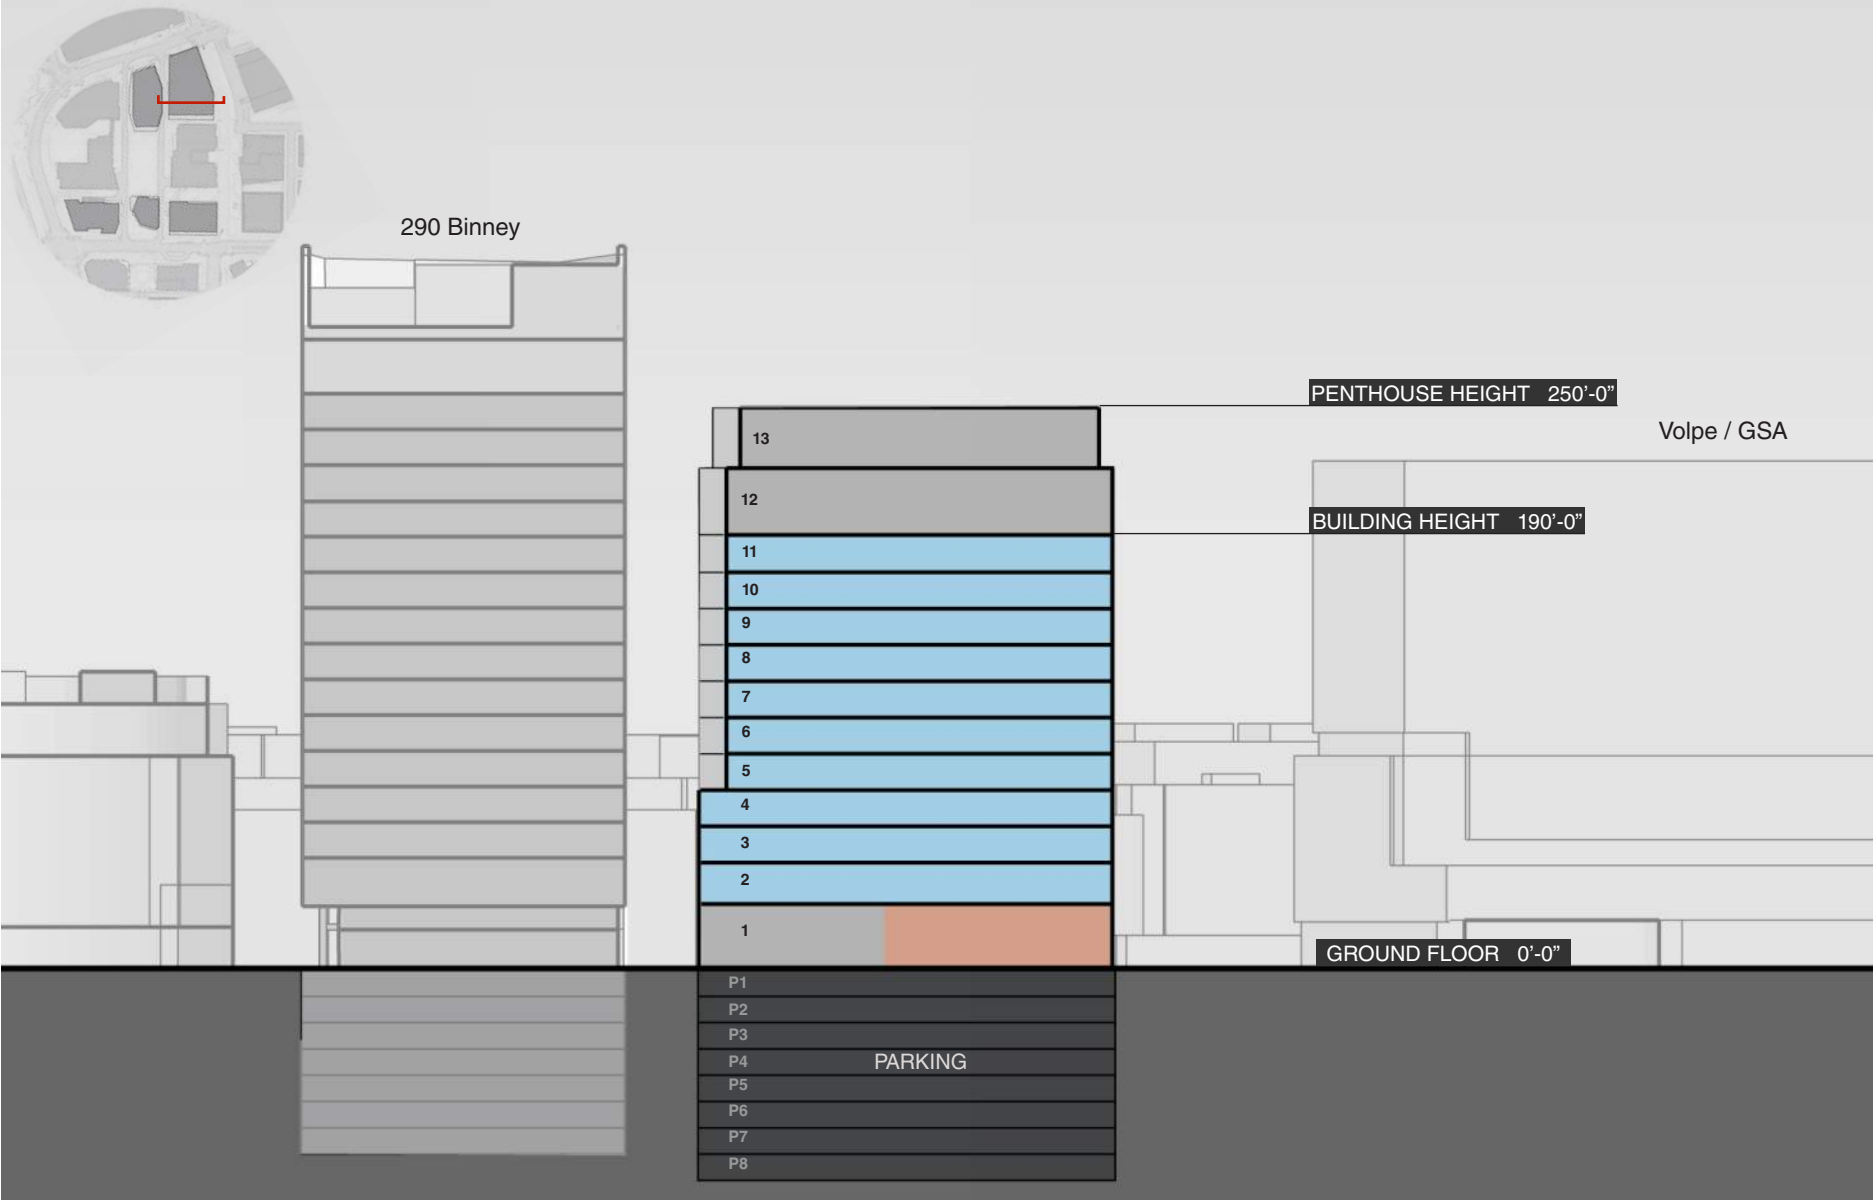 290 Binney
PENTHOUSE HEIGHT 250'-0”
Volpe / GSA
13
12
BUILDING HEIGHT 190'-0”
11
10
9
8
7
6
5
4
3
2
1
GROUND FLOOR 0'-0”
P1
P2
P3
P4 PARKING
P5
P6
P7
P8